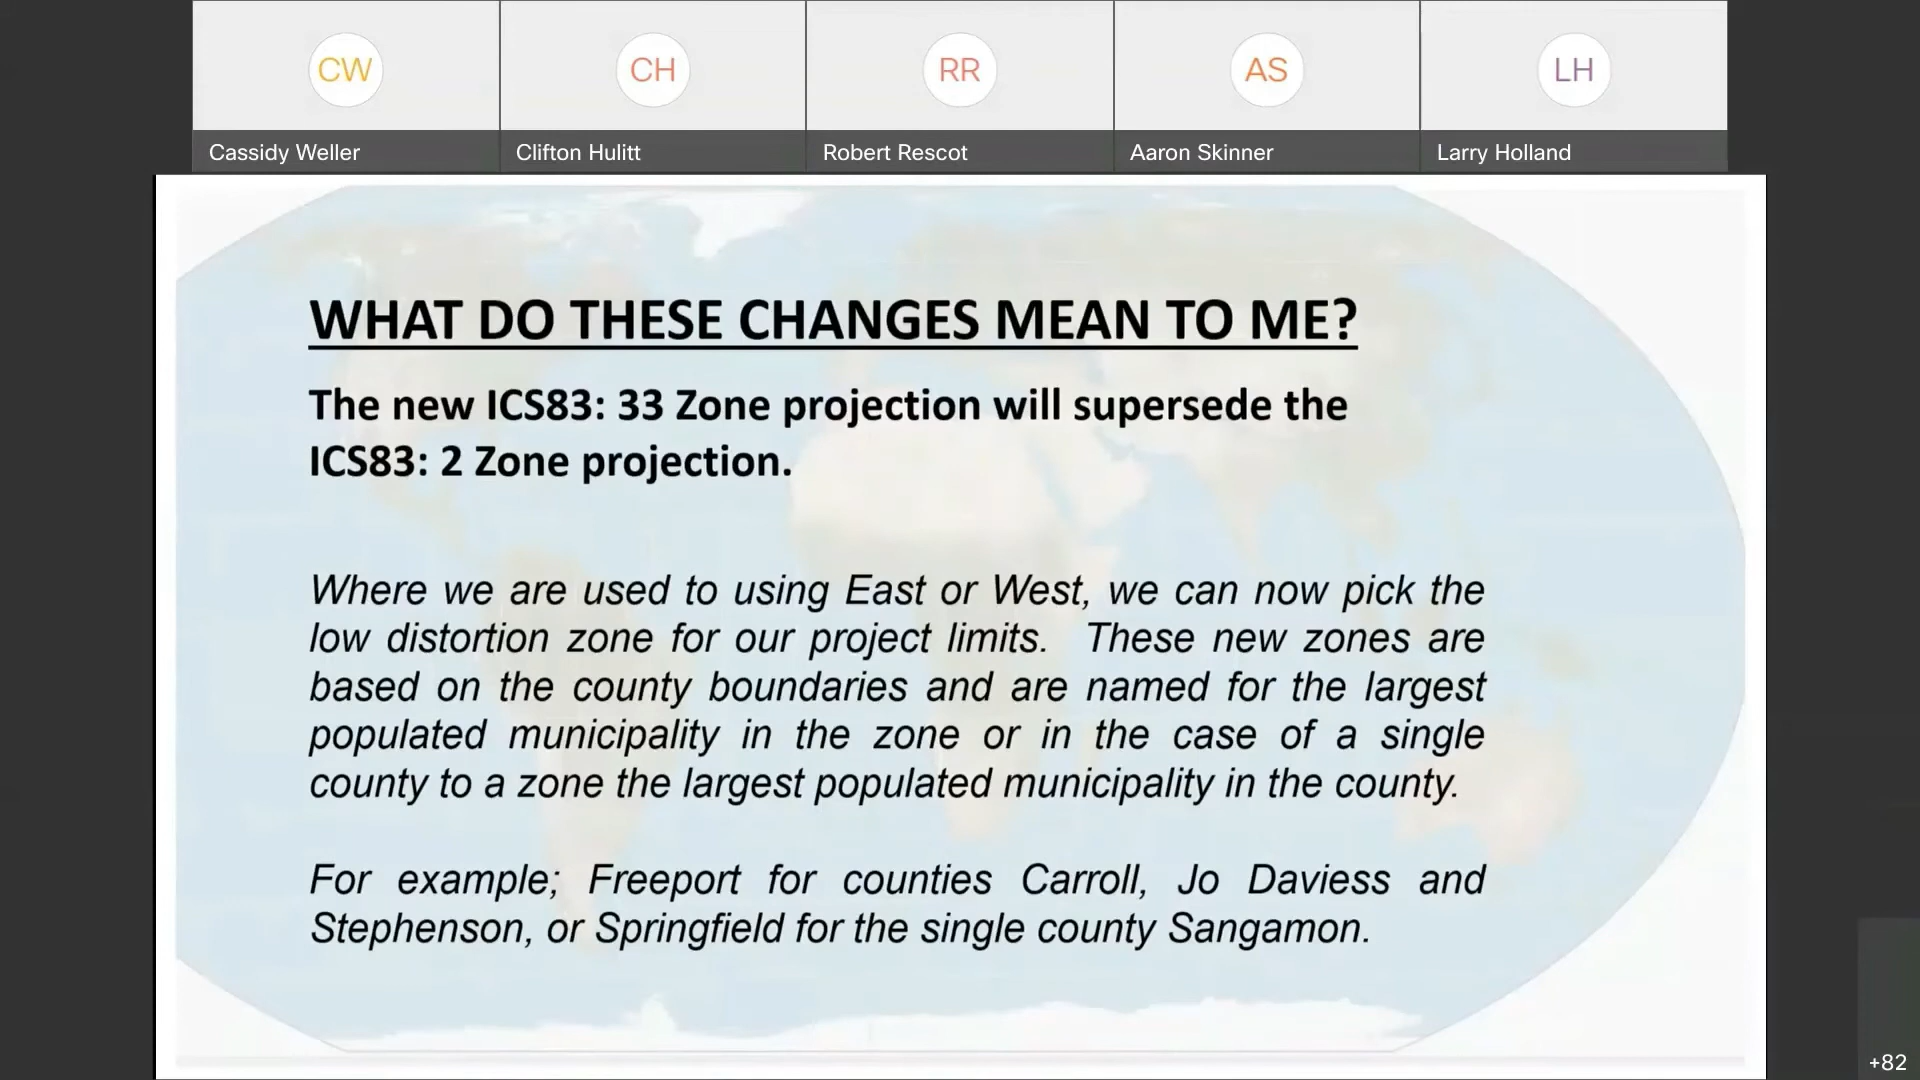 CW
CH
RR
AS
LH
Cassidy Weller
Clifton Hulitt
Robert Rescot
Aaron Skinner
Larry Holland
WHAT DO THESE CHANGES MEAN TO ME?
The new ICS83: 33 Zone projection will supersede the
ICS83: 2 Zone projection.
Where we are used to using East or West, we can now pick the
low distortion zone for our project limits. These new zones are
based on the county boundaries and are named for the largest
populated municipality in the zone or in the case of a single
county to a zone the largest populated municipality in the county.
For example; Freeport for counties Carroll, Jo Daviess and
Stephenson, or Springfield for the single county Sangamon.
+82